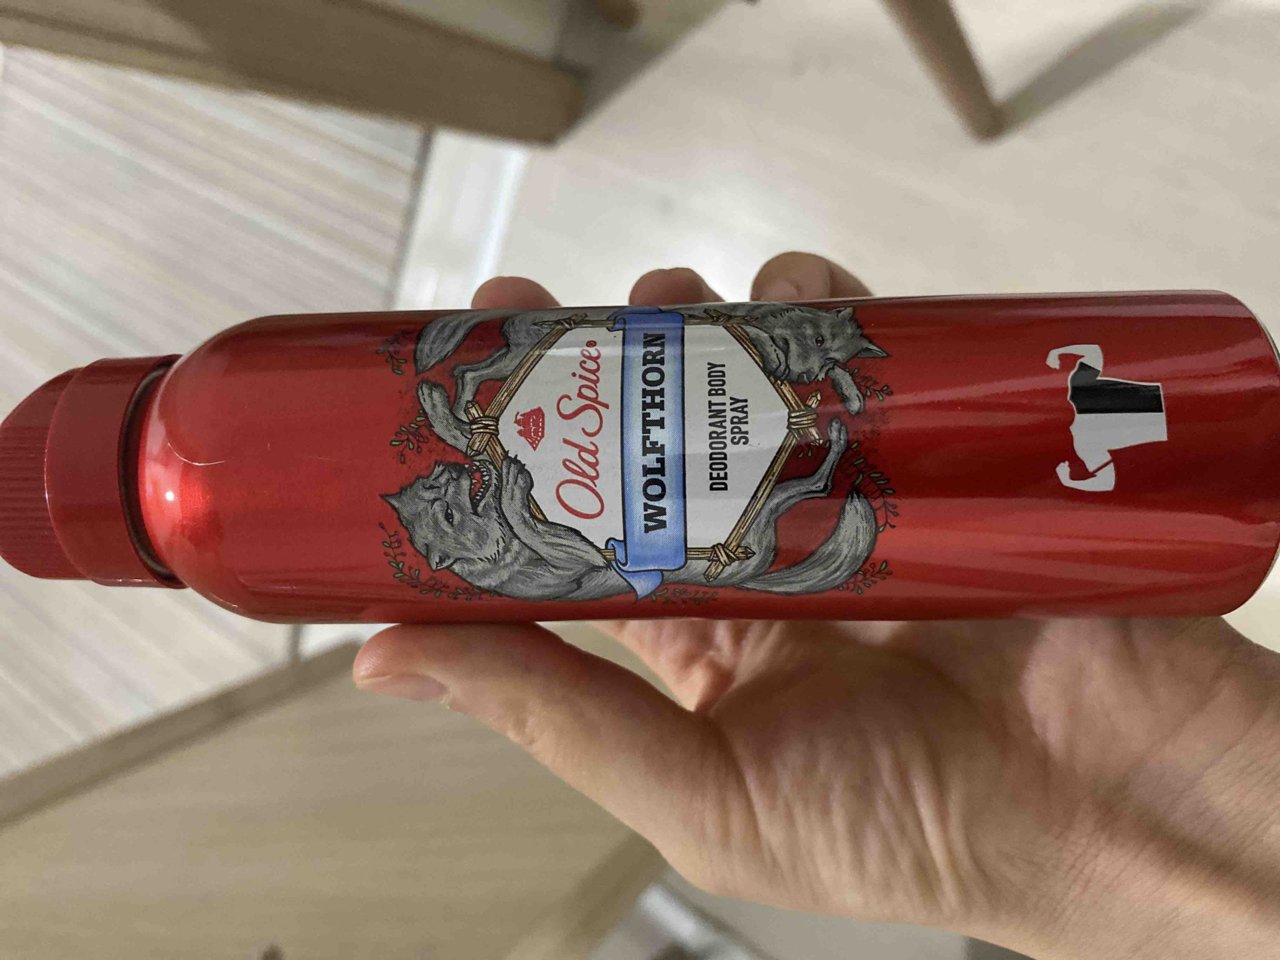 Old Spice®
WOLFTHORN
DEODORANT BODY
SPRAY